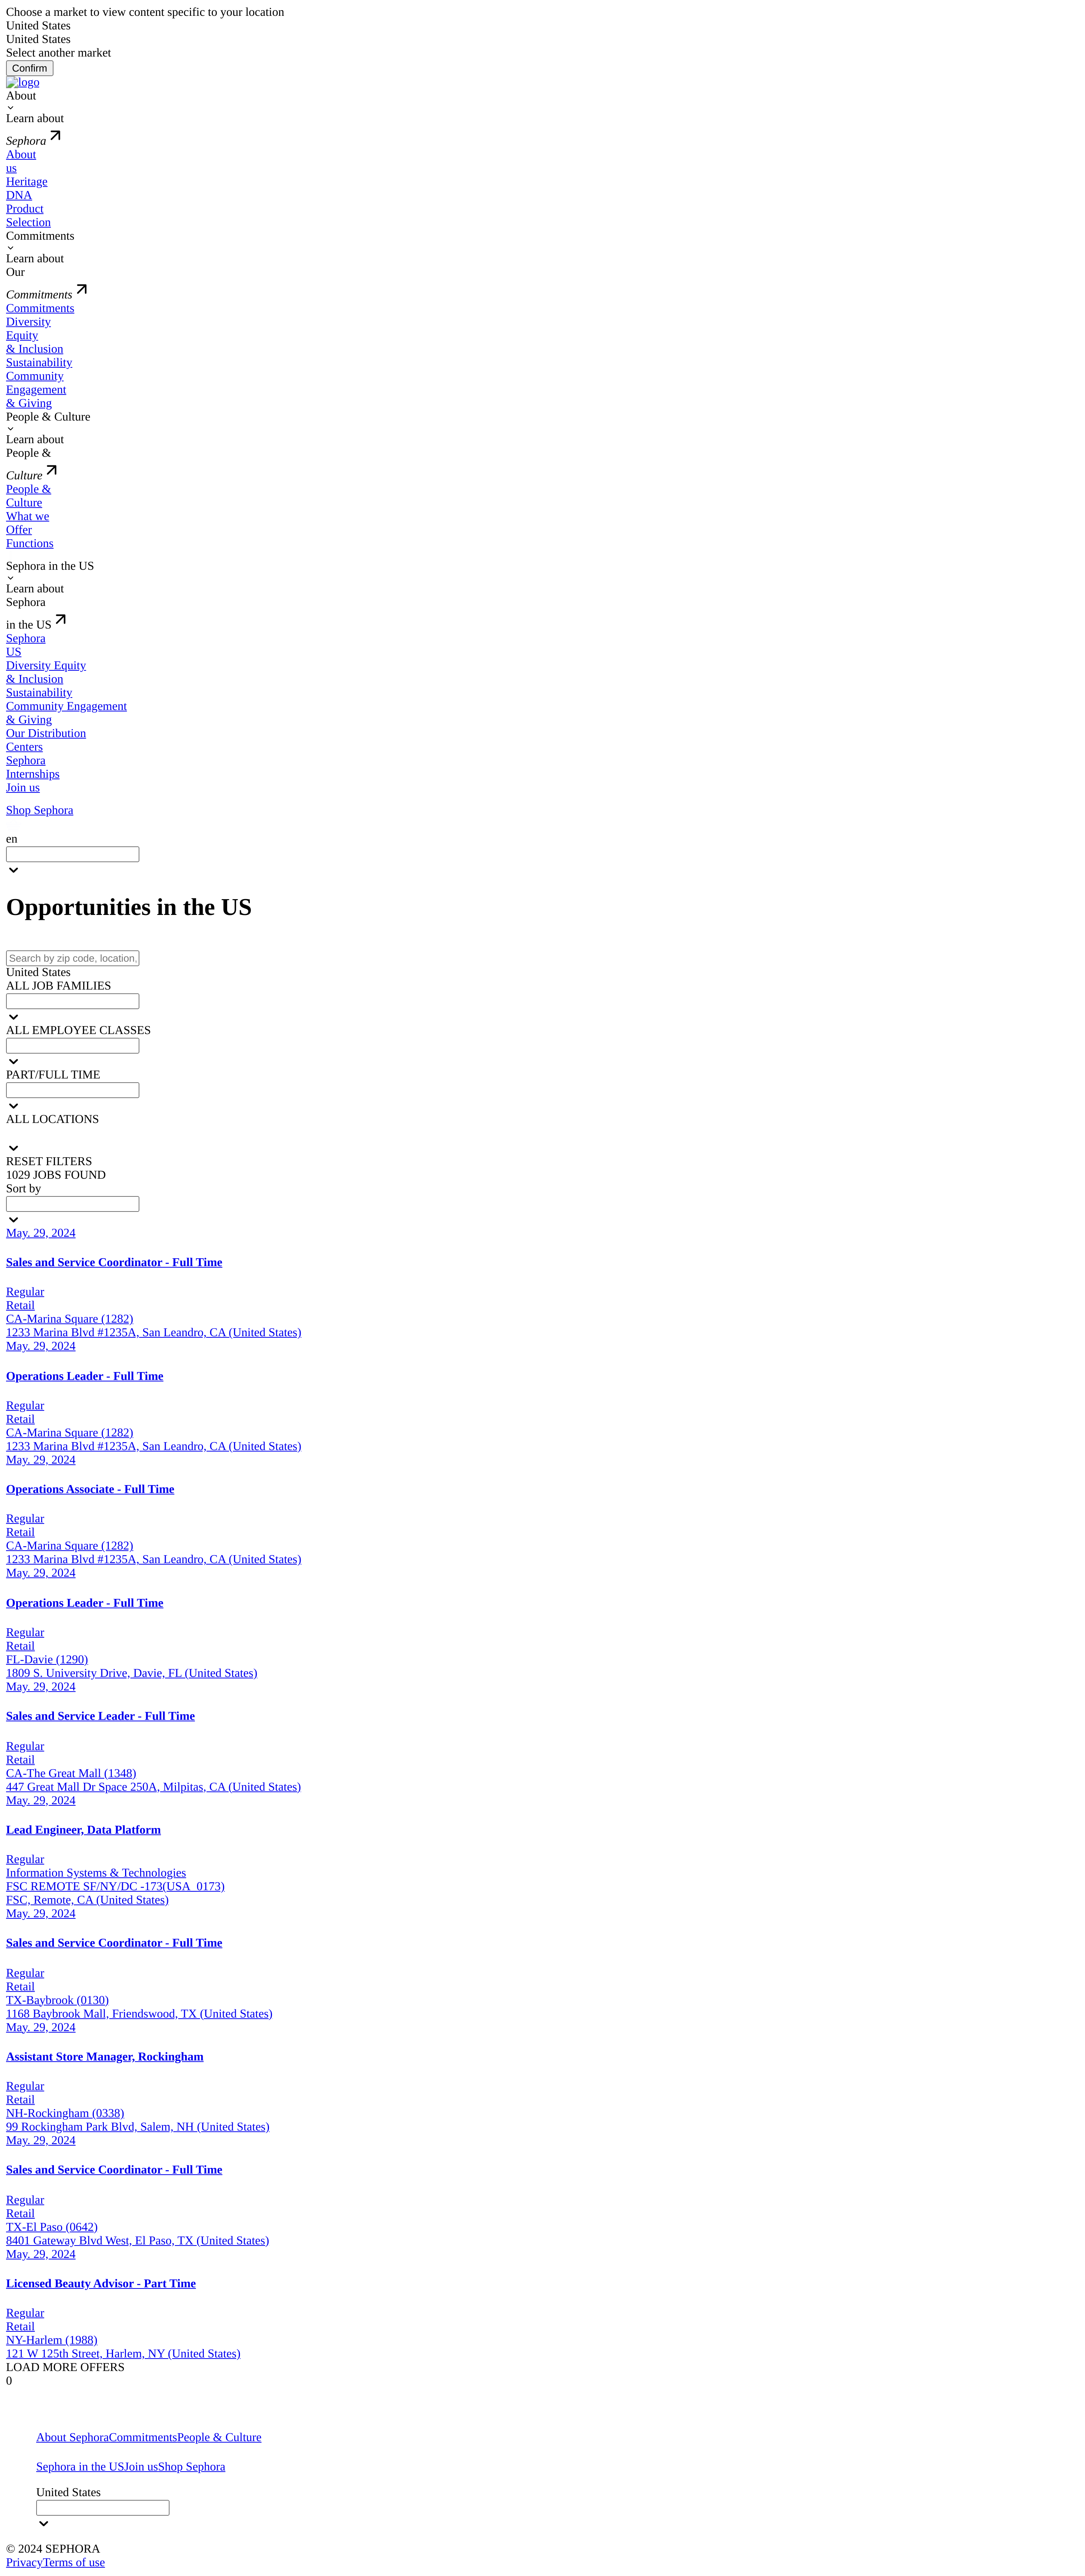 Choose a market to view content specific to your location
United States
United States
Select another market
Confirm
logo
About
Learn about
Sephora
About
us
Heritage
DNA
Product
Selection
Commitments
Learn about
Our
Commitments
Commitments
Diversity
Equity
& Inclusion
Sustainability
Community
Engagement
& Giving
People & Culture
Learn about
People &
Culture
People &
Culture
What we
Offer
Functions
Sephora in the US
Learn about
Sephora
in the US
Sephora
US
Diversity Equity
& Inclusion
Sustainability
Community Engagement
& Giving
Our Distribution
Centers
Sephora
Internships
Join us
Shop Sephora
en
Opportunities in the US
Search by zip code, location,
United States
ALL JOB FAMILIES
ALL EMPLOYEE CLASSES
PART/FULL TIME
ALL LOCATIONS
RESET FILTERS
1029 JOBS FOUND
Sort by
May. 29, 2024
Sales and Service Coordinator - Full Time
Regular
Retail
CA-Marina Square (1282)
1233 Marina Blvd #1235A, San Leandro, CA (United States)
May. 29, 2024
Operations Leader - Full Time
Regular
Retail
CA-Marina Square (1282)
1233 Marina Blvd #1235A, San Leandro, CA (United States)
May. 29, 2024
Operations Associate - Full Time
Regular
Retail
CA-Marina Square (1282)
1233 Marina Blvd #1235A, San Leandro, CA (United States)
May. 29, 2024
Operations Leader - Full Time
Regular
Retail
FL-Davie (1290)
1809 S. University Drive, Davie, FL (United States)
May. 29, 2024
Sales and Service Leader - Full Time
Regular
Retail
CA-The Great Mall (1348)
447 Great Mall Dr Space 250A, Milpitas, CA (United States)
May. 29, 2024
Lead Engineer, Data Platform
Regular
Information Systems & Technologies
FSC REMOTE SF/NY/DC -173(USA_0173)
FSC, Remote, CA (United States)
May. 29, 2024
Sales and Service Coordinator - Full Time
Regular
Retail
TX-Baybrook (0130)
1168 Baybrook Mall, Friendswood, TX (United States)
May. 29, 2024
Assistant Store Manager, Rockingham
Regular
Retail
NH-Rockingham (0338)
99 Rockingham Park Blvd, Salem, NH (United States)
May. 29, 2024
Sales and Service Coordinator - Full Time
Regular
Retail
TX-El Paso (0642)
8401 Gateway Blvd West, El Paso, TX (United States)
May. 29, 2024
Licensed Beauty Advisor - Part Time
Regular
Retail
NY-Harlem (1988)
121 W 125th Street, Harlem, NY (United States)
LOAD MORE OFFERS
0
About SephoraCommitmentsPeople & Culture
Sephora in the USJoin usShop Sephora
United States
© 2024 SEPHORA
PrivacyTerms of use